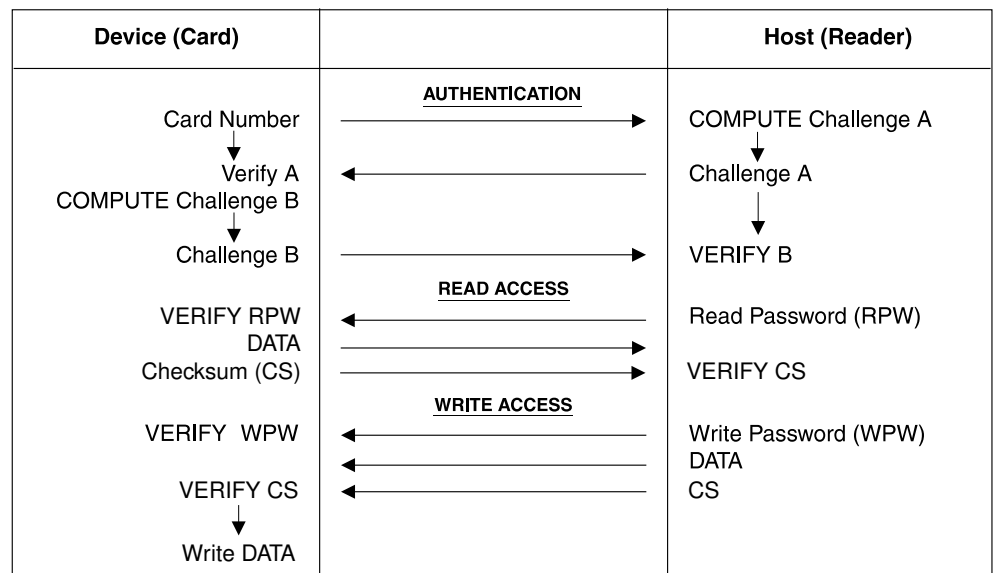 Device (Card) Host (Reader)
AUTHENTICATION
Card Number COMPUTE Challenge A
Verify A Challenge A
COMPUTE Challenge B
Challenge B VERIFY B
READ ACCESS
VERIFY RPW Read Password (RPW)
DATA
Checksum (CS) VERIFY CS
WRITE ACCESS
VERIFY WPW Write Password (WPW)
DATA
VERIFY CS CS
Write DATA